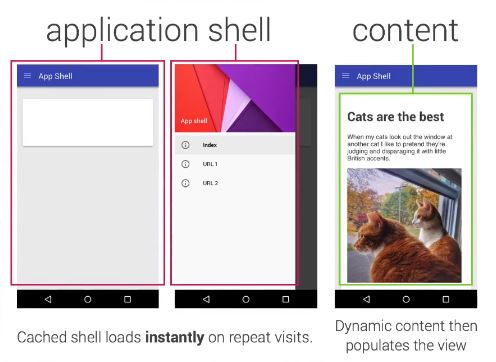 application shell
content
App Shell
App shell
Index
URL 1
URL 2
App Shell
Cats are the best
When my cats look out the window at
another cat I like to pretend they're
judging and disparaging it with little
British accents.
Cached shell loads instantly on repeat visits.
Dynamic content then
populates the view